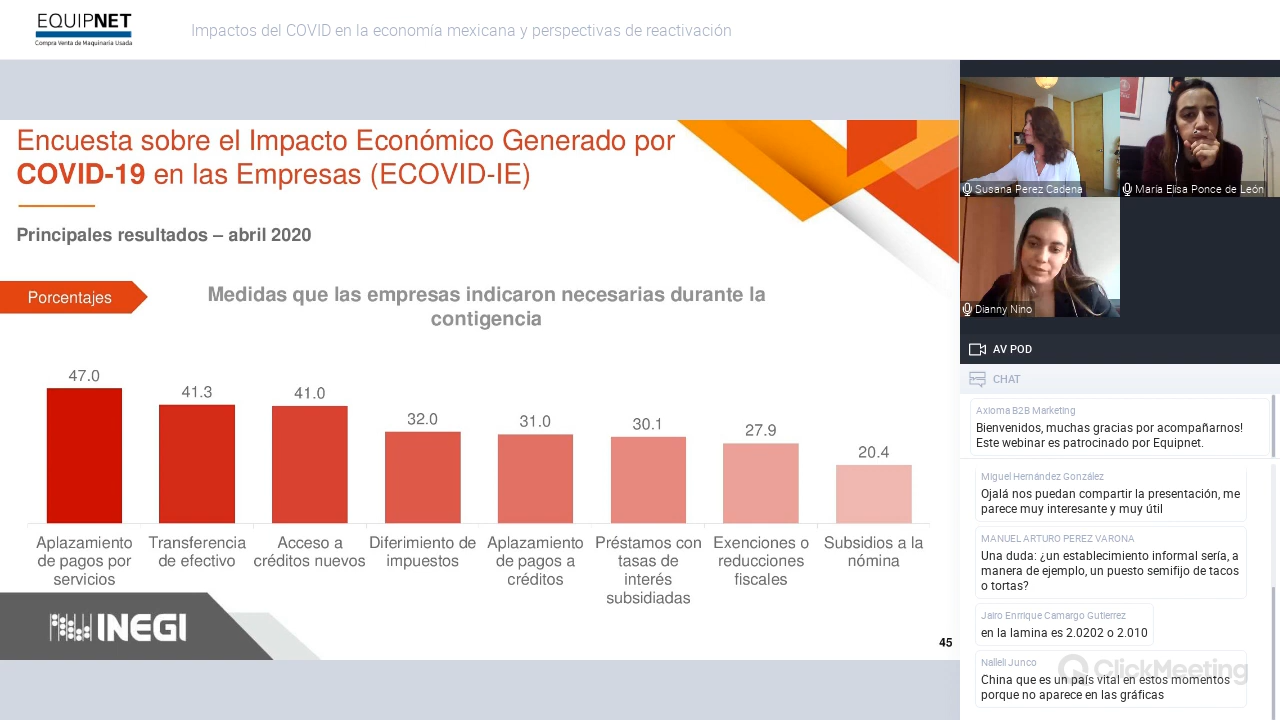 EQUIPNET
Compra Venta de Maquinaria Usada
Impactos del COVID en la economía mexicana y perspectivas de reactivación
Encuesta sobre el Impacto Económico Generado por
COVID-19 en las Empresas (ECOVID-IE)
Principales resultados – abril 2020
Porcentajes
Medidas que las empresas indicaron necesarias durante la
contigencia
47.0
41.3
41.0
32.0
31.0
30.1
27.9
20.4
Aplazamiento
de pagos por
servicios
Transferencia
de efectivo
Acceso a
créditos nuevos
Diferimiento de
impuestos
Aplazamiento
de pagos a
créditos
Préstamos con
tasas de
interés
subsidiadas
Exenciones o
reducciones
fiscales
Subsidios a la
nómina
INEGI
45
Susana Perez Cadena
María Elisa Ponce de León
Dianny Nino
AV POD
CHAT
Axioma B2B Marketing
Bienvenidos, muchas gracias por acompañarnos!
Este webinar es patrocinado por Equipnet.
Miguel Hernández González
Ojalá nos puedan compartir la presentación, me
parece muy interesante y muy útil
MANUEL ARTURO PEREZ VARONA
Una duda: ¿un establecimiento informal sería, a
manera de ejemplo, un puesto semifijo de tacos
o tortas?
Jairo Enrrique Camargo Gutierrez
en la lamina es 2.0202 o 2.010
Nalleli Junco
China que es un país vital en estos momentos
porque no aparece en las gráficas
ClickMeeting